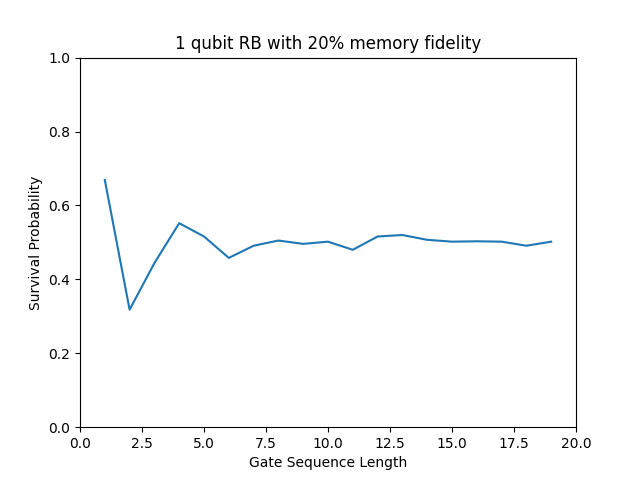 1 qubit RB with 20% memory fidelity
1.0
0.8
0.6
0.4
0.2
0.0
Survival Probability
0.0 2.5 5.0 7.5 10.0 12.5 15.0 17.5 20.0
Gate Sequence Length